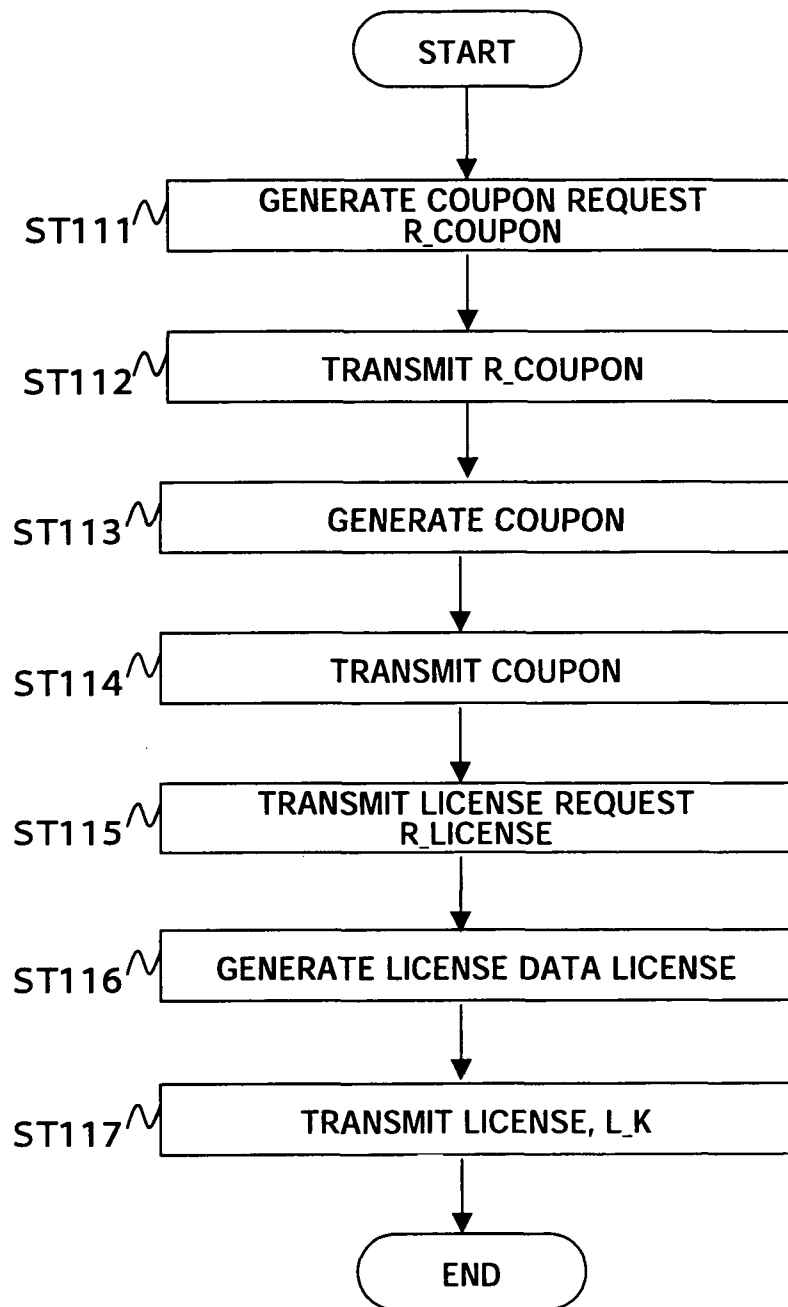 START
ST111
GENERATE COUPON REQUEST
R_COUPON
ST112
TRANSMIT R_COUPON
ST113
GENERATE COUPON
ST114
TRANSMIT COUPON
ST115
TRANSMIT LICENSE REQUEST
R_LICENSE
ST116
GENERATE LICENSE DATA LICENSE
ST117
TRANSMIT LICENSE, L_K
END